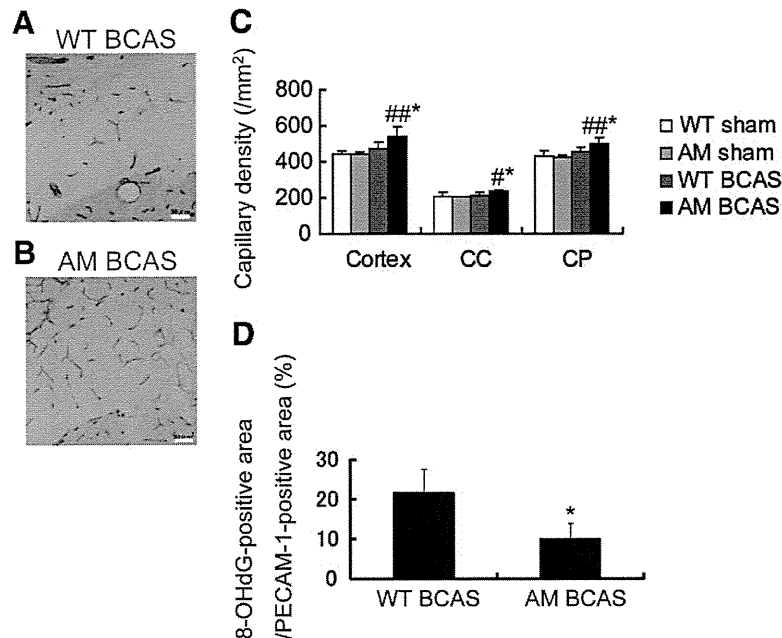 A
WT BCAS
B
AM BCAS
C
Capillary density (/mm²)
800
600
400
200
0
##*
#*
##*
Cortex
CC
CP
WT sham
AM sham
WT BCAS
AM BCAS
D
8-OHdG-positive area
/PECAM-1-positive area (%)
30
20
10
0
*
WT BCAS
AM BCAS